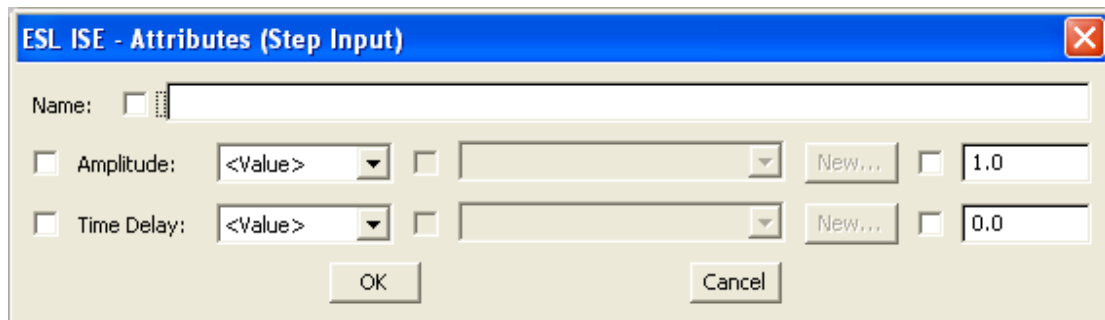 ESL ISE - Attributes (Step Input)
Name:
Amplitude: <Value> New... 1.0
Time Delay: <Value> New... 0.0
OK Cancel